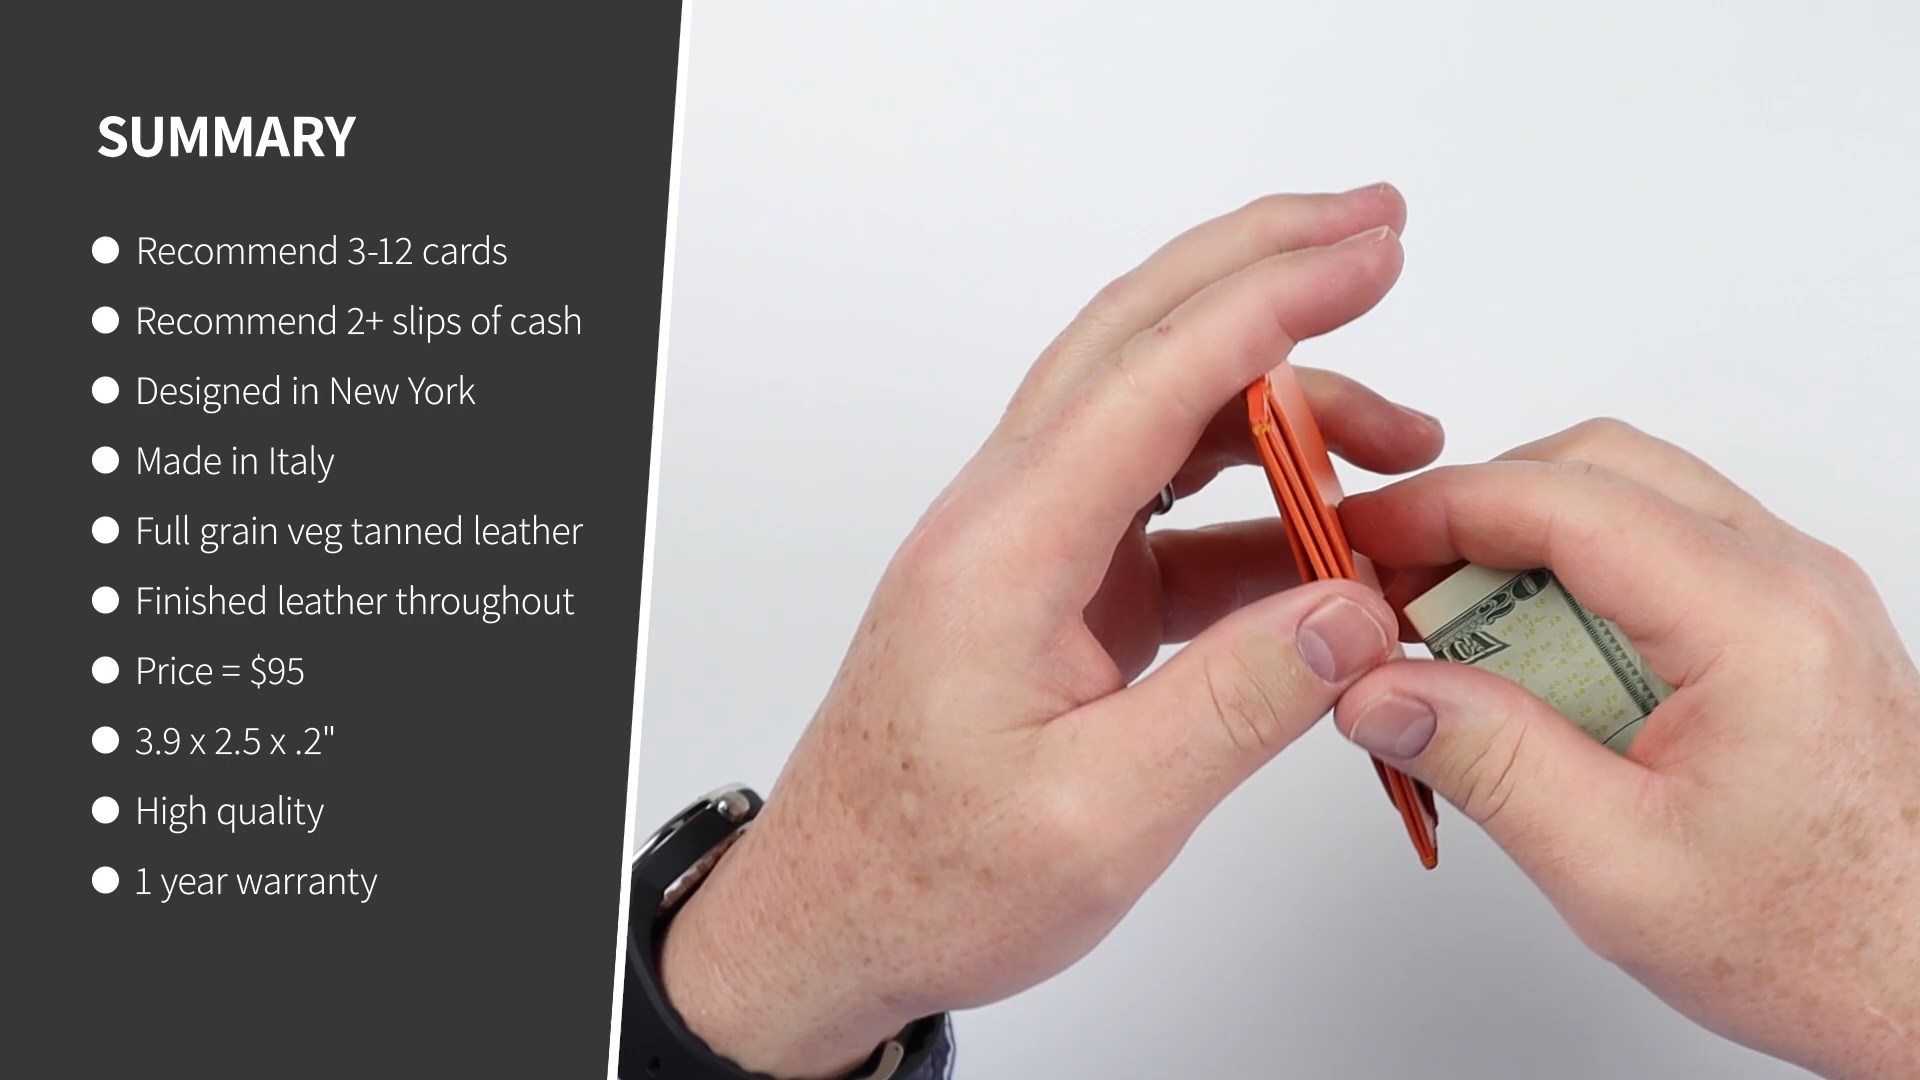 SUMMARY
Recommend 3-12 cards
Recommend 2+ slips of cash
Designed in New York
Made in Italy
Full grain veg tanned leather
Finished leather throughout
Price = $95
3.9 x 2.5 x .2"
High quality
1 year warranty